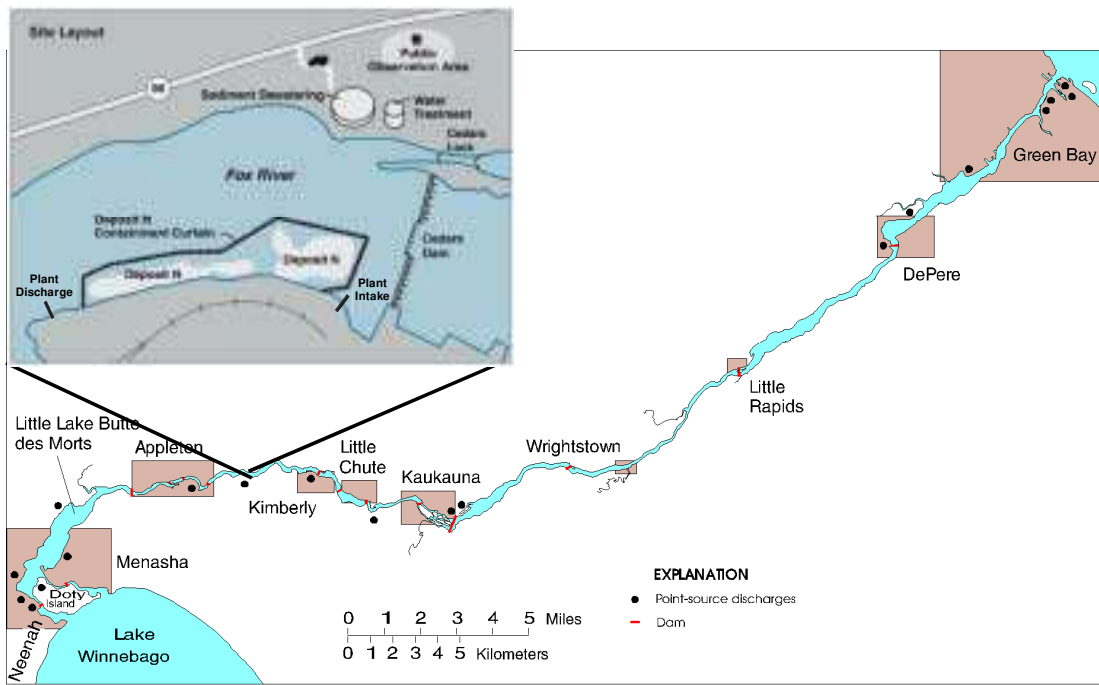 Site Layout
Public
Observation Area
Sediment Dewatering
Water
Treatment
Cedars
Lock
Fox River
Deposit N
Containment Curtain
Deposit N
Deposit N
Cedars
Dam
Plant
Discharge
Plant
Intake
Green Bay
DePere
Little
Rapids
Wrightstown
Little Lake Butte
des Morts
Appleton
Little
Chute
Kaukauna
Kimberly
Menasha
Doty
Island
Neenah
Lake
Winnebago
EXPLANATION
Point-source discharges
Dam
0 1 2 3 4 5 Miles
0 1 2 3 4 5 Kilometers